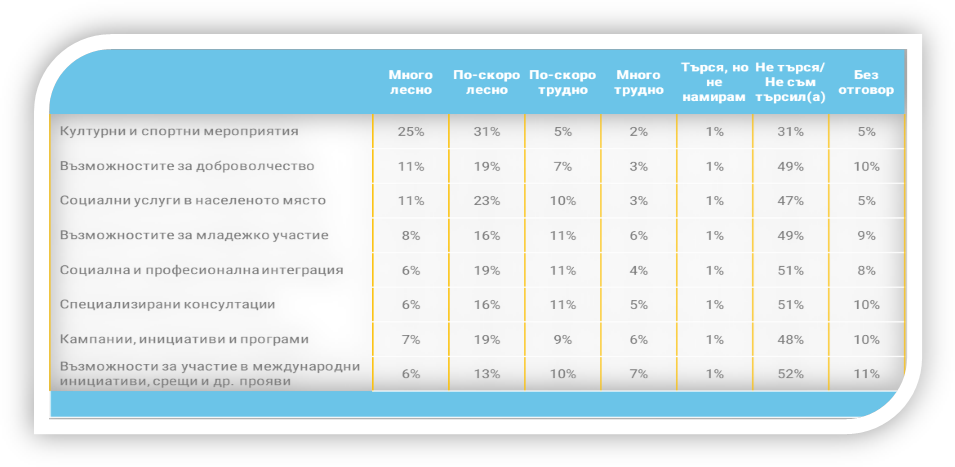 Много лесно По-скоро лесно По-скоро трудно Много трудно Търся, но не намирам Не търся/ Не съм търсил(а) Без отговор
Културни и спортни мероприятия 25% 31% 5% 2% 1% 31% 5%
Възможностите за доброволчество 11% 19% 7% 3% 1% 49% 10%
Социални услуги в населеното място 11% 23% 10% 3% 1% 47% 5%
Възможностите за младежко участие 8% 16% 11% 6% 1% 49% 9%
Социална и професионална интеграция 6% 19% 11% 4% 1% 51% 8%
Специализирани консултации 6% 16% 11% 5% 1% 51% 10%
Кампании, инициативи и програми 7% 19% 9% 6% 1% 48% 10%
Възможности за участие в международни
инициативи, срещи и др. прояви 6% 13% 10% 7% 1% 52% 11%